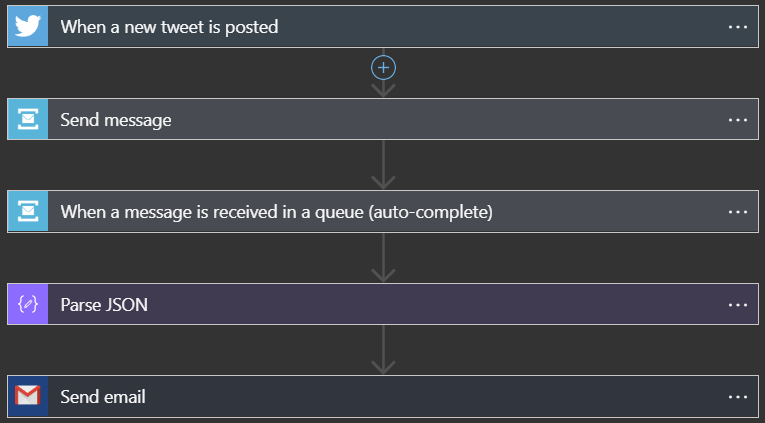 When a new tweet is posted
Send message
When a message is received in a queue (auto-complete)
Parse JSON
Send email